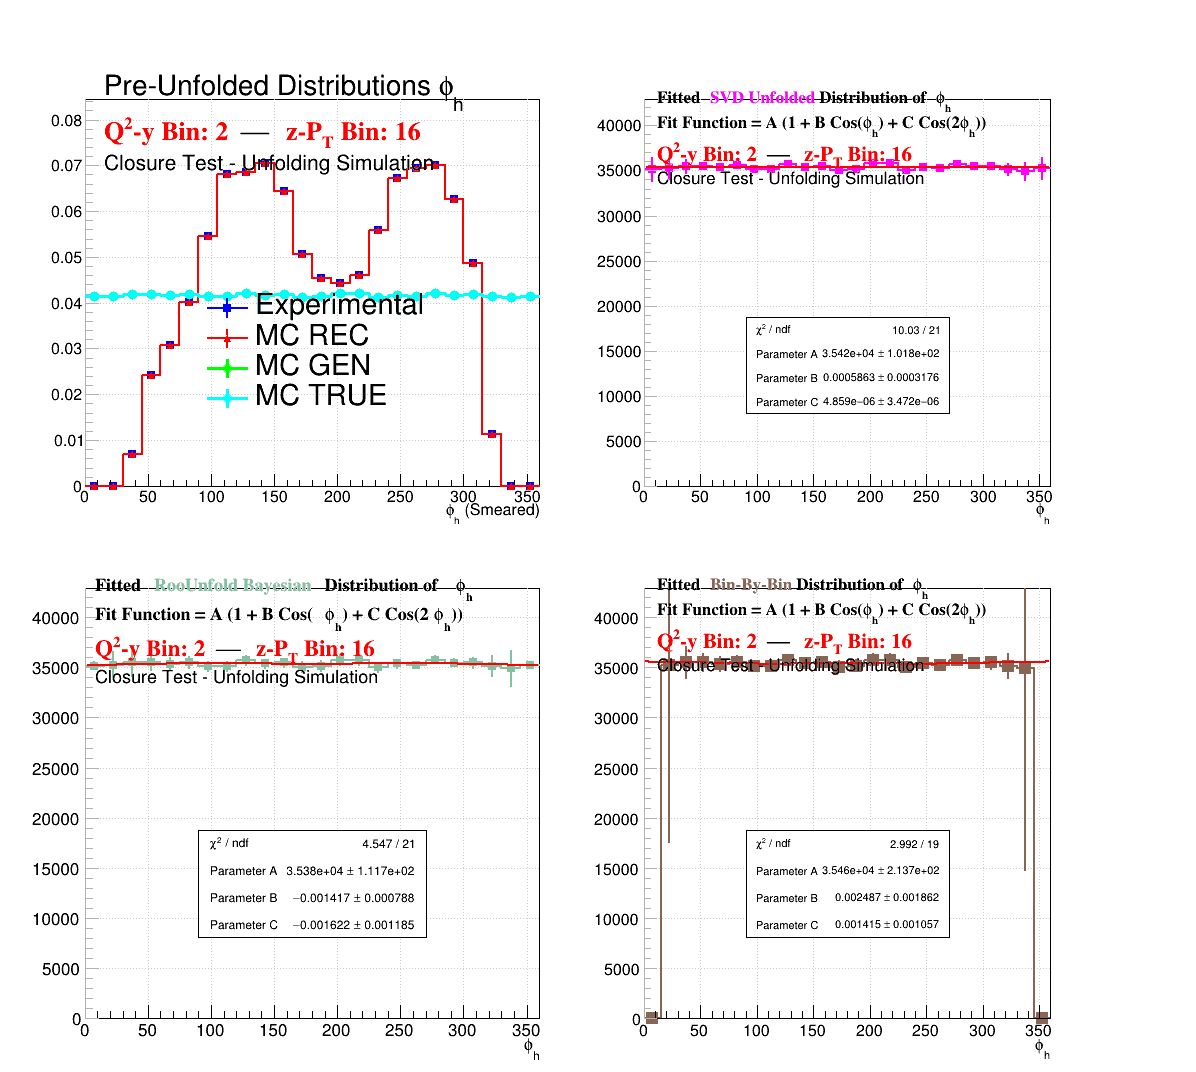 Pre-Unfolded Distributions ϕh
Q²-y Bin: 2 — z-PT Bin: 16
Closure Test - Unfolding Simulation
0.08
0.07
0.06
0.05
0.04
0.03
0.02
0.01
0
Experimental
MC REC
MC GEN
MC TRUE
0 50 100 150 200 250 300 350
ϕh (Smeared)
Fitted SVD Unfolded Distribution of ϕh
Fit Function = A (1 + B Cos(ϕh) + C Cos(2ϕh))
Q²-y Bin: 2 — z-PT Bin: 16
Closure Test - Unfolding Simulation
40000
35000
30000
25000
20000
15000
10000
5000
0
χ² / ndf 10.03 / 21
Parameter A 3.542e+04 ± 1.018e+02
Parameter B 0.0005863 ± 0.0003176
Parameter C 4.859e−06 ± 3.472e−06
0 50 100 150 200 250 300 350
ϕh
Fitted RooUnfold Bayesian Distribution of ϕh
Fit Function = A (1 + B Cos( ϕh) + C Cos(2 ϕh))
Q²-y Bin: 2 — z-PT Bin: 16
Closure Test - Unfolding Simulation
40000
35000
30000
25000
20000
15000
10000
5000
0
χ² / ndf 4.547 / 21
Parameter A 3.538e+04 ± 1.117e+02
Parameter B −0.001417 ± 0.000788
Parameter C −0.001622 ± 0.001185
0 50 100 150 200 250 300 350
ϕh
Fitted Bin-By-Bin Distribution of ϕh
Fit Function = A (1 + B Cos(ϕh) + C Cos(2ϕh))
Q²-y Bin: 2 — z-PT Bin: 16
Closure Test - Unfolding Simulation
40000
35000
30000
25000
20000
15000
10000
5000
0
χ² / ndf 2.992 / 19
Parameter A 3.546e+04 ± 2.137e+02
Parameter B 0.002487 ± 0.001862
Parameter C 0.001415 ± 0.001057
0 50 100 150 200 250 300 350
ϕh